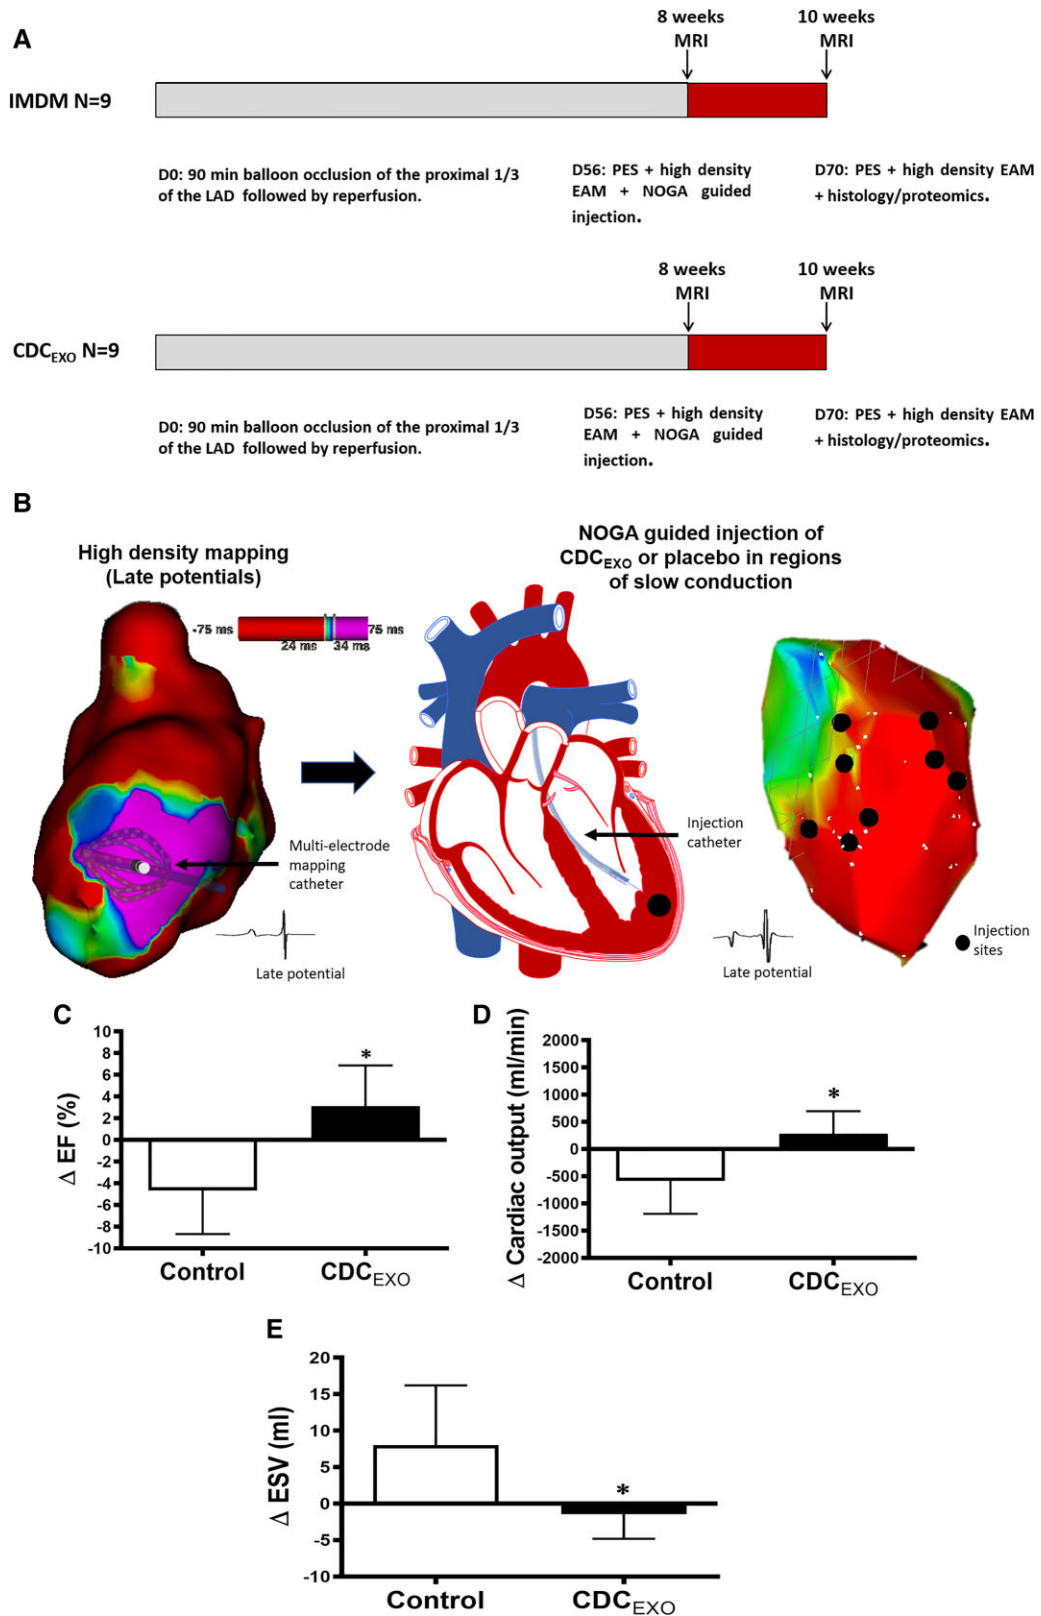 A
8 weeks
MRI
10 weeks
MRI
IMDM N=9
D0: 90 min balloon occlusion of the proximal 1/3
of the LAD followed by reperfusion.
D56: PES + high density
EAM + NOGA guided
injection.
D70: PES + high density EAM
+ histology/proteomics.
8 weeks
MRI
10 weeks
MRI
CDCEXO N=9
D0: 90 min balloon occlusion of the proximal 1/3
of the LAD followed by reperfusion.
D56: PES + high density
EAM + NOGA guided
injection.
D70: PES + high density EAM
+ histology/proteomics.
B
High density mapping
(Late potentials)
NOGA guided injection of
CDCEXO or placebo in regions
of slow conduction
-75 ms
75 ms
24 ms
34 ms
Multi-electrode
mapping
catheter
Late potential
Injection
catheter
Late potential
Injection
sites
C
Δ EF (%)
10
8
6
4
2
0
-2
-4
-6
-8
-10
*
Control
CDCEXO
D
Δ Cardiac output (ml/min)
2000
1500
1000
500
0
-500
-1000
-1500
-2000
*
Control
CDCEXO
E
Δ ESV (ml)
20
15
10
5
0
-5
-10
*
Control
CDCEXO